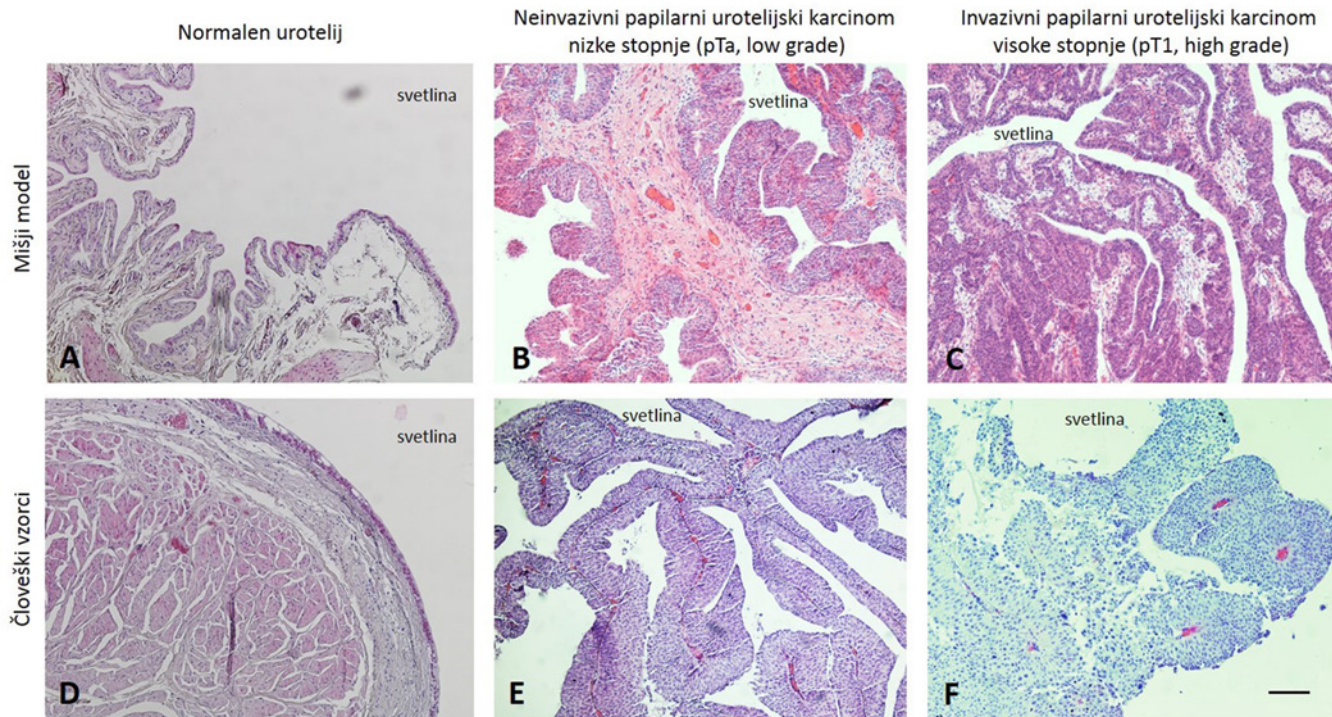 Normalen urotelij
Neinvazivni papilarni urotelijski karcinom
nizke stopnje (pTa, low grade)
Invazivni papilarni urotelijski karcinom
visoke stopnje (pT1, high grade)
Mišji model
svetlina
A
svetlina
B
svetlina
C
Človeški vzorci
svetlina
D
svetlina
E
svetlina
F